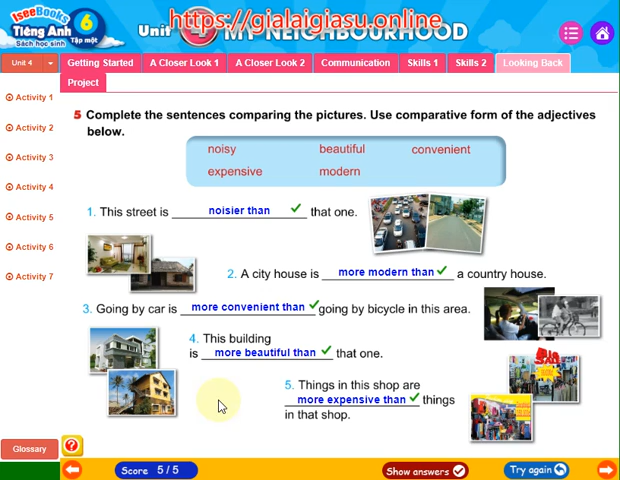 IseeBooks
Tiếng Anh 6
Sách học sinh Tập một
Unit 4 MY NEIGHBOURHOOD
https://gialaigiasu.online
Unit 4
Getting Started
A Closer Look 1
A Closer Look 2
Communication
Skills 1
Skills 2
Looking Back
Project
Activity 1
Activity 2
Activity 3
Activity 4
Activity 5
Activity 6
Activity 7
5 Complete the sentences comparing the pictures. Use comparative form of the adjectives
below.
noisy beautiful convenient
expensive modern
1. This street is noisier than that one.
2. A city house is more modern than a country house.
3. Going by car is more convenient than going by bicycle in this area.
4. This building
is more beautiful than that one.
5. Things in this shop are
more expensive than things
in that shop.
Glossary
?
Score 5 / 5
Show answers
Try again